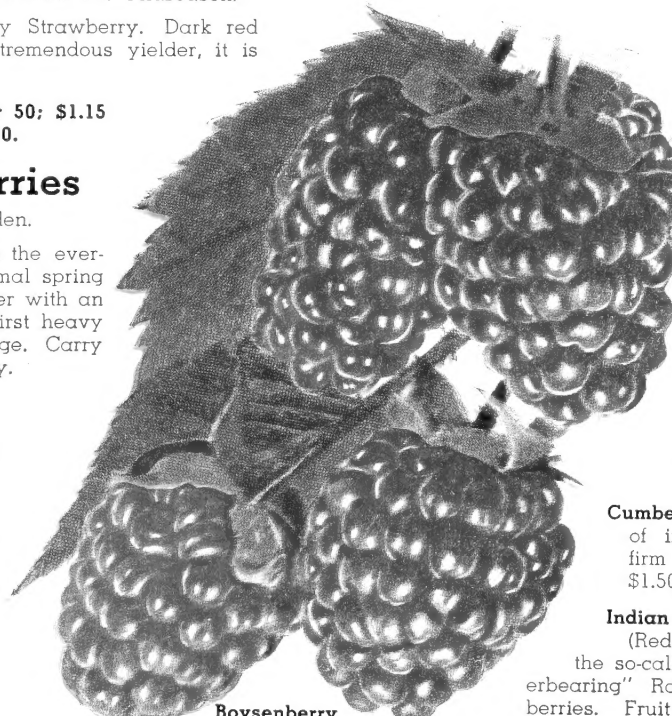 y Strawberry. Dark red
tremendous yielder, it is
50; $1.15
0.
rries
den.
the ever-
mal spring
er with an
irst heavy
ge. Carry
y.
Boysenberry
Cumbe
of i
firm
$1.50
Indian
(Red
the so-cal
erbearing" Ra
berries. Fruit